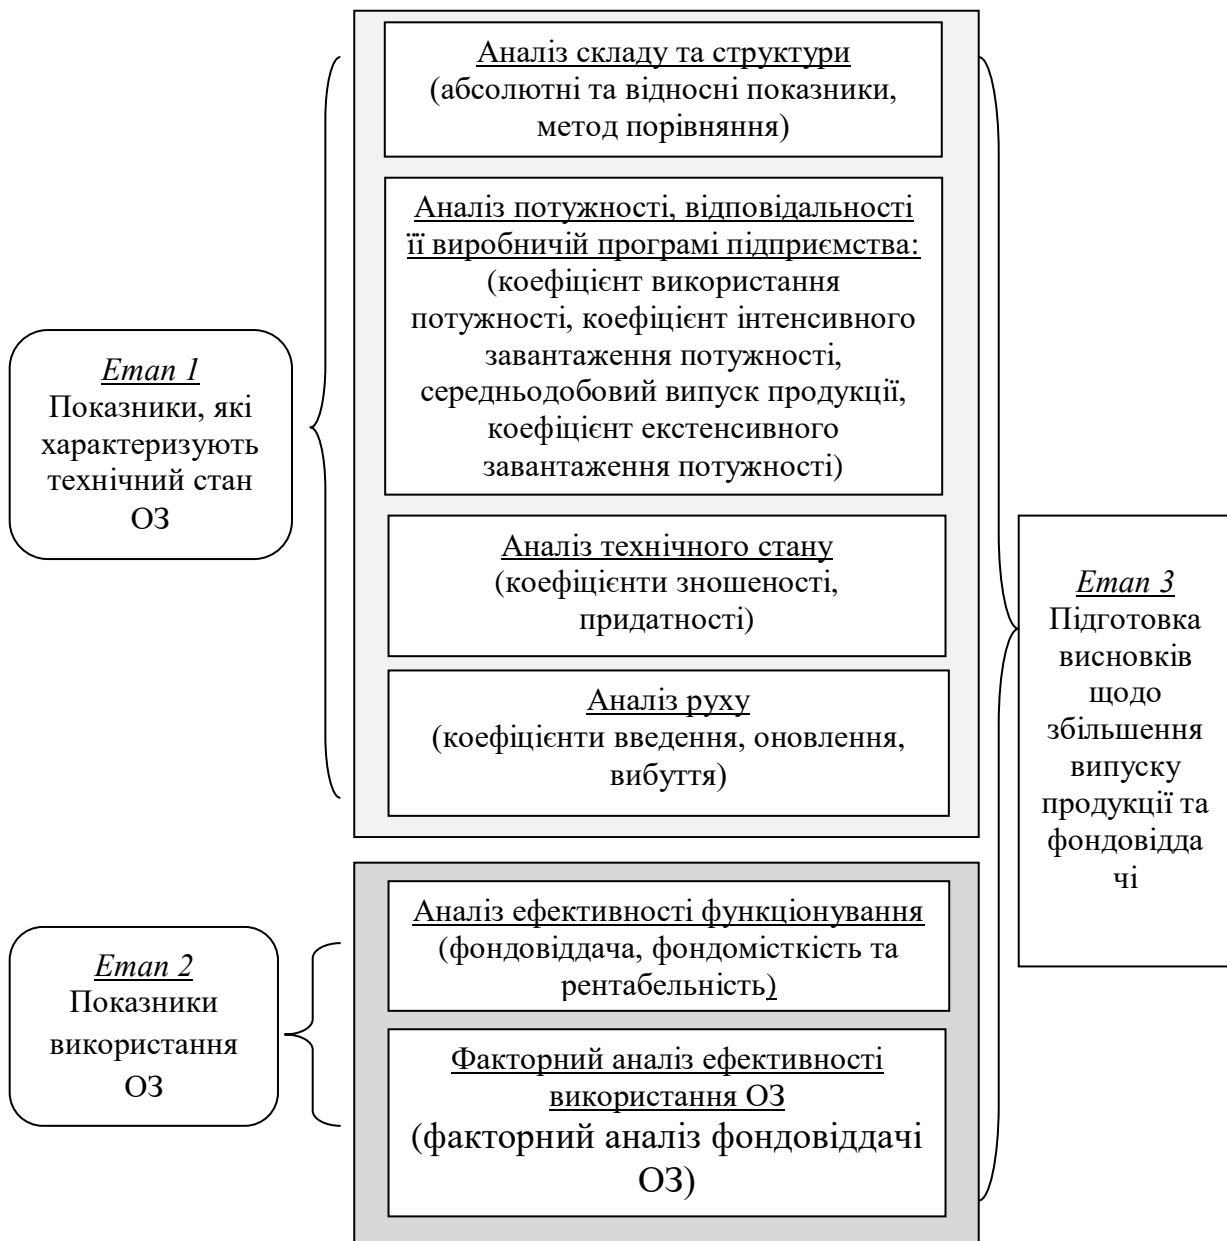 Етап 1
Показники, які
характеризують
технічний стан
ОЗ
Аналіз складу та структури
(абсолютні та відносні показники,
метод порівняння)
Аналіз потужності, відповідальності
її виробничій програмі підприємства:
(коефіцієнт використання
потужності, коефіцієнт інтенсивного
завантаження потужності,
середньодобовий випуск продукції,
коефіцієнт екстенсивного
завантаження потужності)
Аналіз технічного стану
(коефіцієнти зношеності,
придатності)
Аналіз руху
(коефіцієнти введення, оновлення,
вибуття)
Етап 2
Показники
використання
ОЗ
Аналіз ефективності функціонування
(фондовіддача, фондомісткість та
рентабельність)
Факторний аналіз ефективності
використання ОЗ
(факторний аналіз фондовіддачі
ОЗ)
Етап 3
Підготовка
висновків
щодо
збільшення
випуску
продукції та
фондовідда
чі